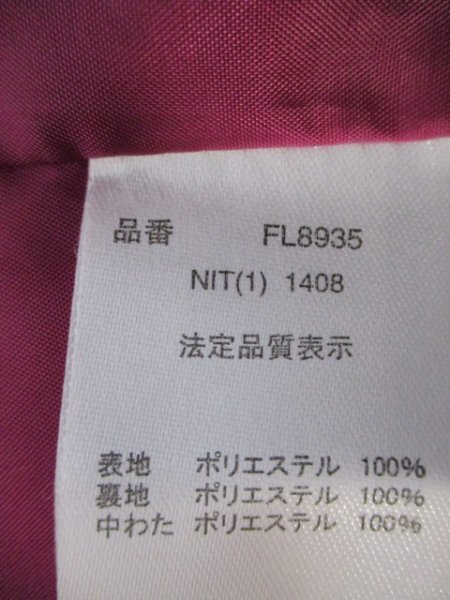 品番 FL8935
NIT(1) 1408
法定品質表示
表地 ポリエステル 100%
裏地 ポリエステル 100%
中わた ポリエステル 100%